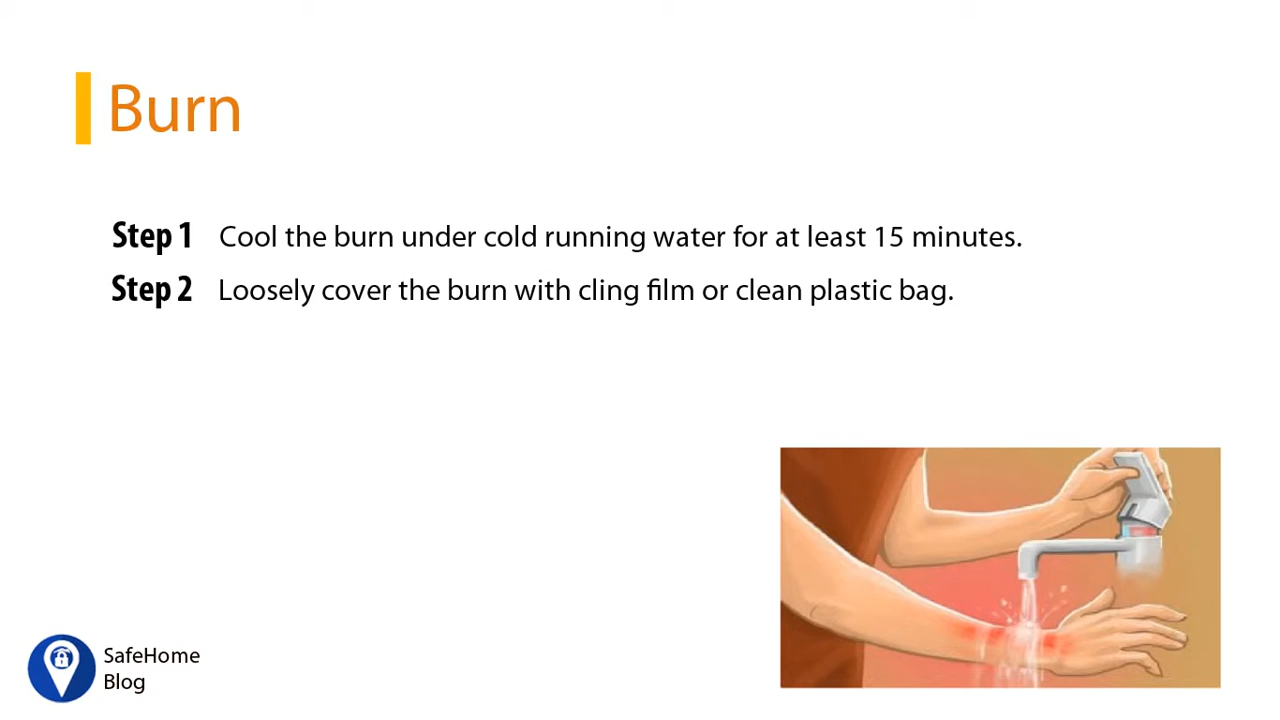 Burn
Step 1 Cool the burn under cold running water for at least 15 minutes.
Step 2 Loosely cover the burn with cling film or clean plastic bag.
SafeHome
Blog